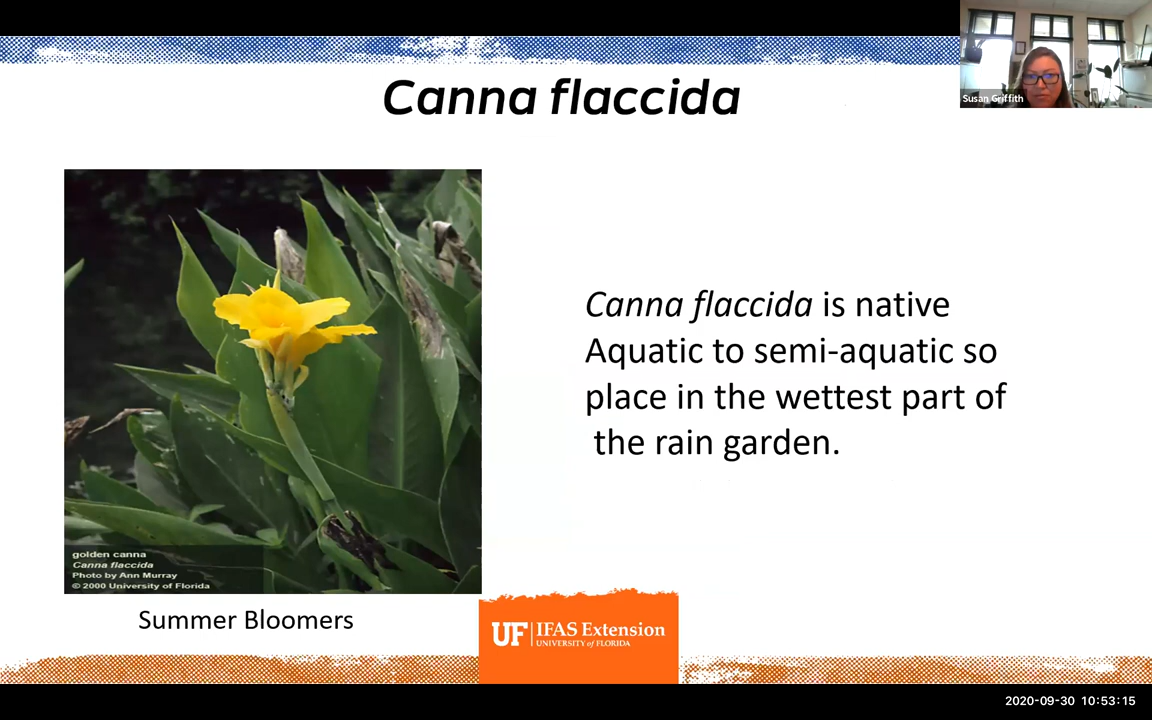 Canna flaccida
Susan Griffith
Canna flaccida is native
Aquatic to semi-aquatic so
place in the wettest part of
the rain garden.
golden canna
Canna flaccida
Photo by Ann Murray
© 2000 University of Florida
Summer Bloomers
UF IFAS Extension
UNIVERSITY of FLORIDA
2020-09-30 10:53:15